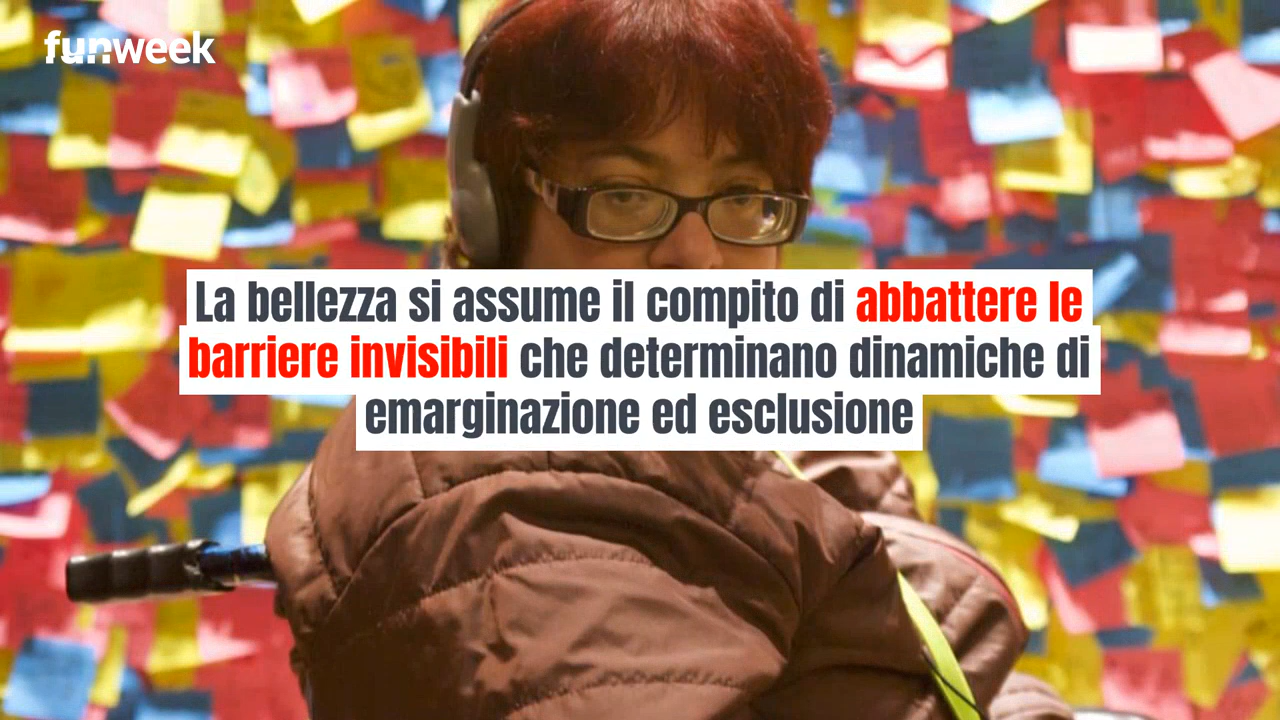 funweek
La bellezza si assume il compito di abbattere le
barriere invisibili che determinano dinamiche di
emarginazione ed esclusione